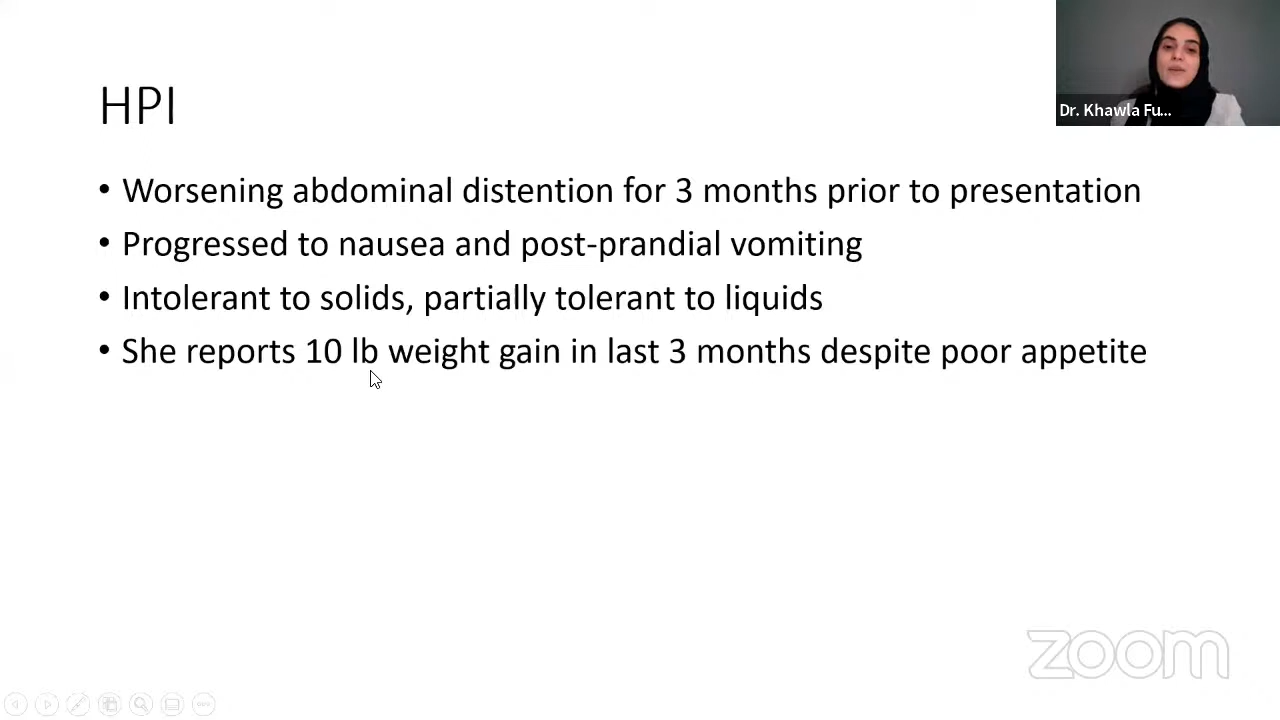 HPI
Dr. Khawla Fu...
• Worsening abdominal distention for 3 months prior to presentation
• Progressed to nausea and post-prandial vomiting
• Intolerant to solids, partially tolerant to liquids
• She reports 10 lb weight gain in last 3 months despite poor appetite
zoom